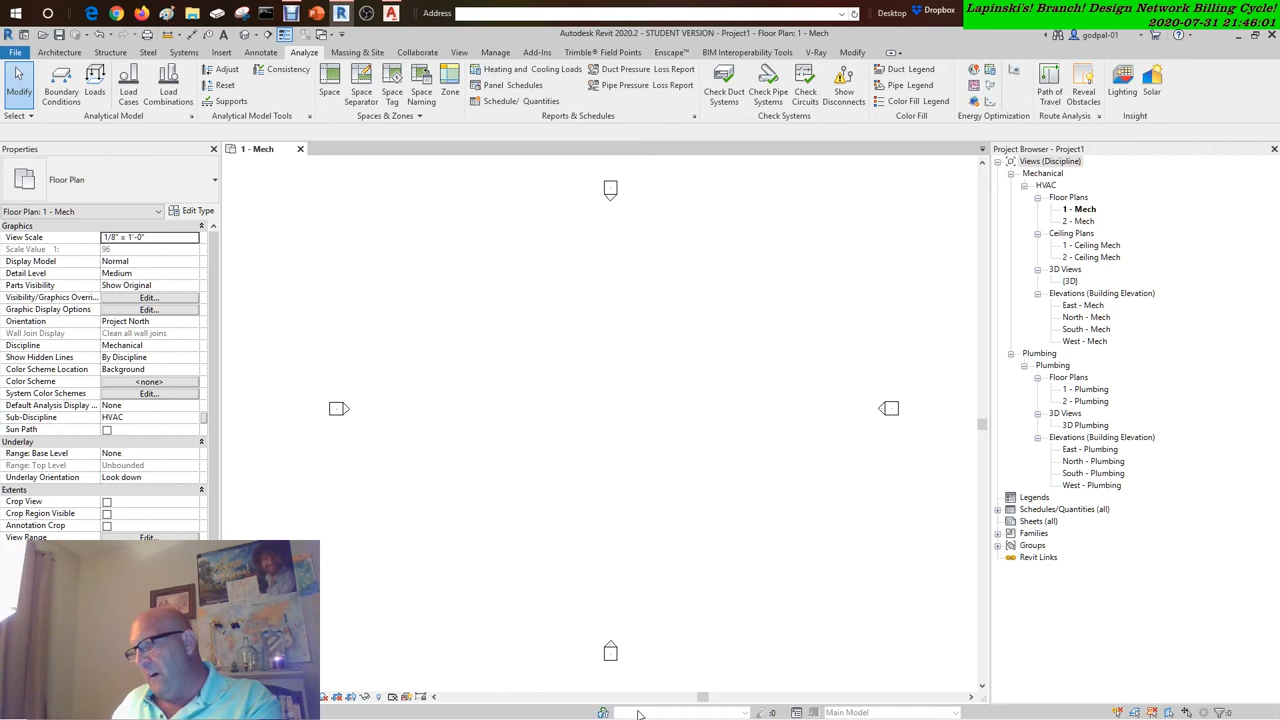 Address
Desktop
Dropbox
Lapinski's! Branch! Design Network Billing Cycle!
2020-07-31 21:46:01
Autodesk Revit 2020.2 - STUDENT VERSION - Project1 - Floor Plan: 1 - Mech
godpal-01
File Architecture Structure Steel Systems Insert Annotate Analyze Massing & Site Collaborate View Manage Add-Ins Trimble® Field Points Enscape™ BIM Interoperability Tools V-Ray Modify
Modify
Boundary Conditions
Loads
Load Cases
Load Combinations
Adjust
Reset
Supports
Consistency
Space
Space Separator
Space Tag
Space Naming
Zone
Heating and Cooling Loads
Panel Schedules
Schedule/ Quantities
Duct Pressure Loss Report
Pipe Pressure Loss Report
Check Duct Systems
Check Pipe Systems
Check Circuits
Show Disconnects
Duct Legend
Pipe Legend
Color Fill Legend
Path of Travel
Reveal Obstacles
Lighting
Solar
Select Analytical Model Analytical Model Tools Spaces & Zones Reports & Schedules Check Systems Color Fill Energy Optimization Route Analysis Insight
Properties
Floor Plan
Floor Plan: 1 - Mech
Edit Type
Graphics
View Scale 1/8" = 1'-0"
Scale Value 1: 96
Display Model Normal
Detail Level Medium
Parts Visibility Show Original
Visibility/Graphics Overri... Edit...
Graphic Display Options Edit...
Orientation Project North
Wall Join Display Clean all wall joins
Discipline Mechanical
Show Hidden Lines By Discipline
Color Scheme Location Background
Color Scheme <none>
System Color Schemes Edit...
Default Analysis Display ... None
Sub-Discipline HVAC
Sun Path
Underlay
Range: Base Level None
Range: Top Level Unbounded
Underlay Orientation Look down
Extents
Crop View
Crop Region Visible
Annotation Crop
View Range Edit...
1 - Mech
Project Browser - Project1
Views (Discipline)
Mechanical
HVAC
Floor Plans
1 - Mech
2 - Mech
Ceiling Plans
1 - Ceiling Mech
2 - Ceiling Mech
3D Views
{3D}
Elevations (Building Elevation)
East - Mech
North - Mech
South - Mech
West - Mech
Plumbing
Plumbing
Floor Plans
1 - Plumbing
2 - Plumbing
3D Views
3D Plumbing
Elevations (Building Elevation)
East - Plumbing
North - Plumbing
South - Plumbing
West - Plumbing
Legends
Schedules/Quantities (all)
Sheets (all)
Families
Groups
Revit Links
:0
Main Model
:0